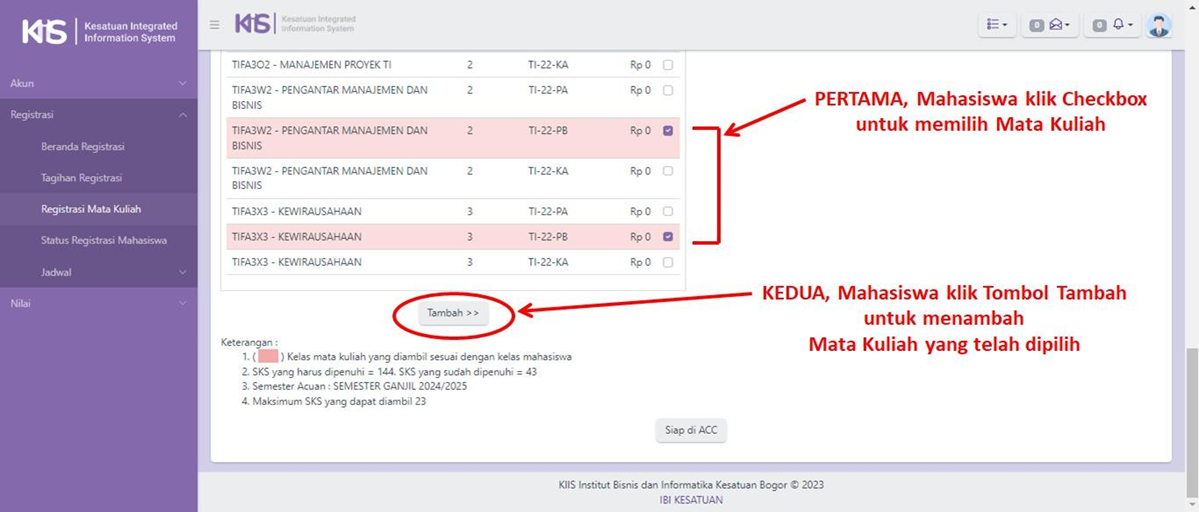 KIIS
Kesatuan Integrated
Information System
KIIS
Kesatuan Integrated
Information System
0
0
Akun
Registrasi
Beranda Registrasi
Tagihan Registrasi
Registrasi Mata Kuliah
Status Registrasi Mahasiswa
Jadwal
Nilai
TIFA3O2 - MANAJEMEN PROYEK TI 2 TI-22-KA Rp 0
TIFA3W2 - PENGANTAR MANAJEMEN DAN 2 TI-22-PA Rp 0
BISNIS
TIFA3W2 - PENGANTAR MANAJEMEN DAN 2 TI-22-PB Rp 0
BISNIS
TIFA3W2 - PENGANTAR MANAJEMEN DAN 2 TI-22-KA Rp 0
BISNIS
TIFA3X3 - KEWIRAUSAHAAN 3 TI-22-PA Rp 0
TIFA3X3 - KEWIRAUSAHAAN 3 TI-22-PB Rp 0
TIFA3X3 - KEWIRAUSAHAAN 3 TI-22-KA Rp 0
PERTAMA, Mahasiswa klik Checkbox
untuk memilih Mata Kuliah
Tambah >>
KEDUA, Mahasiswa klik Tombol Tambah
untuk menambah
Mata Kuliah yang telah dipilih
Keterangan :
1. ( ) Kelas mata kuliah yang diambil sesuai dengan kelas mahasiswa
2. SKS yang harus dipenuhi = 144. SKS yang sudah dipenuhi = 43
3. Semester Acuan : SEMESTER GANJIL 2024/2025
4. Maksimum SKS yang dapat diambil 23
Siap di ACC
KIIS Institut Bisnis dan Informatika Kesatuan Bogor © 2023
IBI KESATUAN